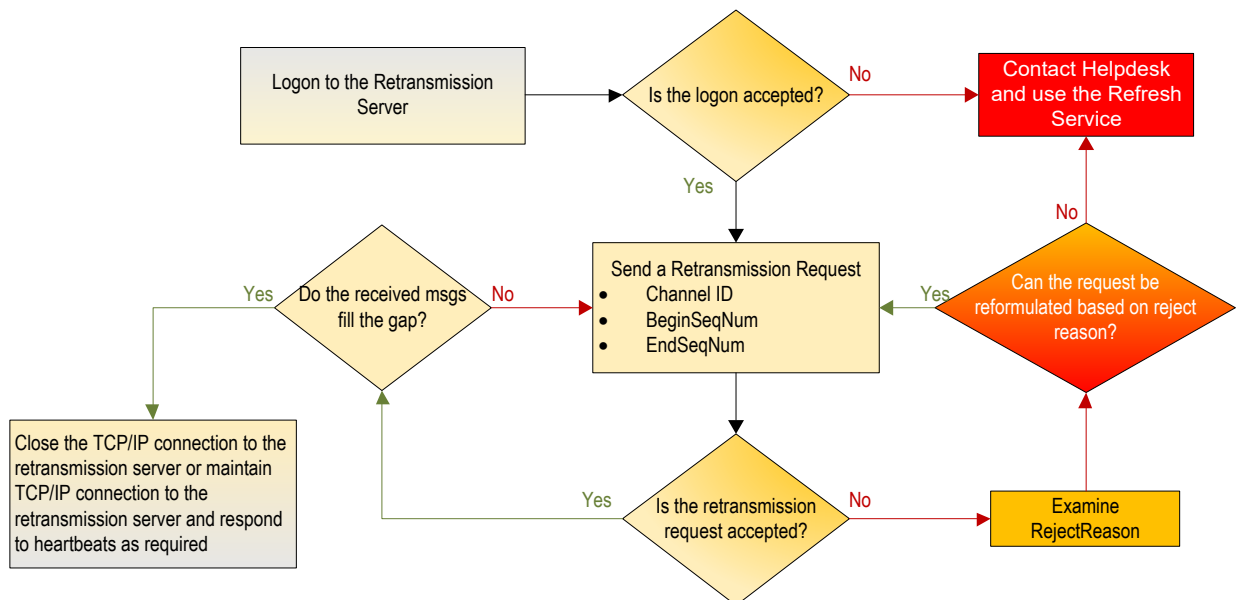 Logon to the Retransmission
Server
Is the logon accepted?
No
Contact Helpdesk
and use the Refresh
Service
Yes
No
Send a Retransmission Request
• Channel ID
• BeginSeqNum
• EndSeqNum
Yes
Do the received msgs
fill the gap?
No
Yes
Can the request be
reformulated based on reject
reason?
Close the TCP/IP connection to the
retransmission server or maintain
TCP/IP connection to the
retransmission server and respond
to heartbeats as required
Yes
Is the retransmission
request accepted?
No
Examine
RejectReason